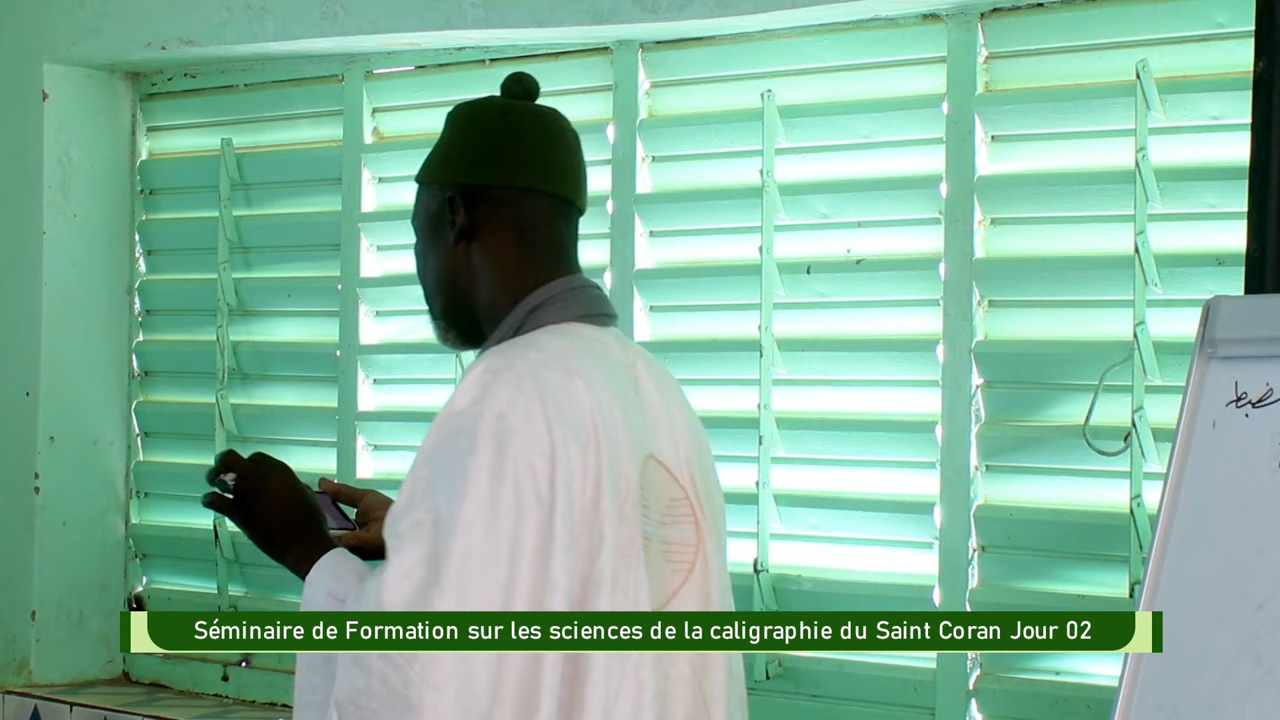 ضبط
Séminaire de Formation sur les sciences de la caligraphie du Saint Coran Jour 02